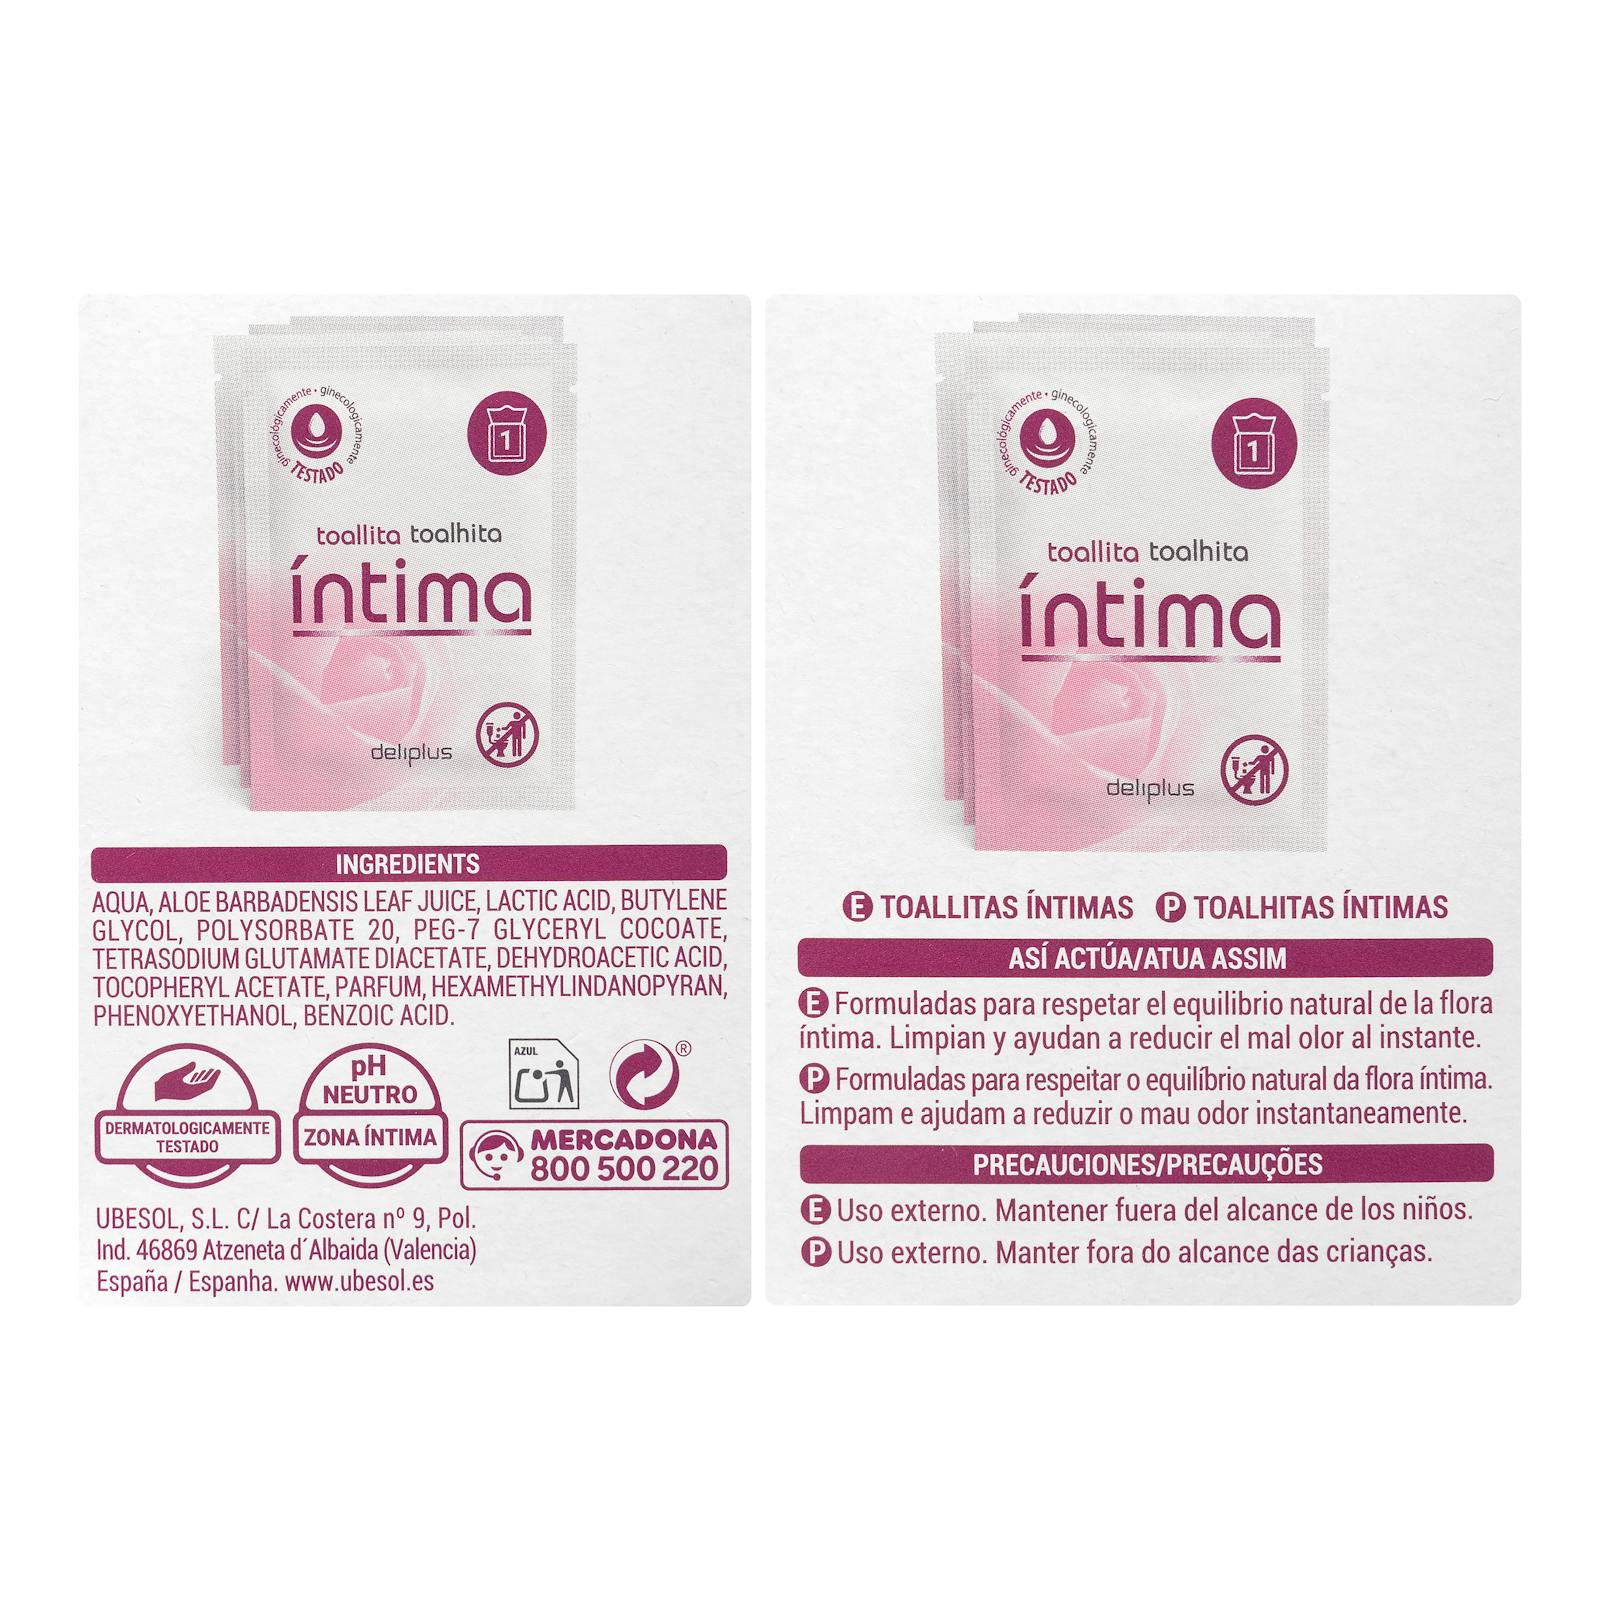 ginecológicamente • ginecologicamente
TESTADO
1
toallita toalhita
íntima
deliplus
INGREDIENTS
AQUA, ALOE BARBADENSIS LEAF JUICE, LACTIC ACID, BUTYLENE
GLYCOL, POLYSORBATE 20, PEG-7 GLYCERYL COCOATE,
TETRASODIUM GLUTAMATE DIACETATE, DEHYDROACETIC ACID,
TOCOPHERYL ACETATE, PARFUM, HEXAMETHYLINDANOPYRAN,
PHENOXYETHANOL, BENZOIC ACID.
DERMATOLOGICAMENTE
TESTADO
pH
NEUTRO
ZONA ÍNTIMA
AZUL
®
MERCADONA
800 500 220
UBESOL, S.L. C/ La Costera nº 9, Pol.
Ind. 46869 Atzeneta d´Albaida (Valencia)
España / Espanha. www.ubesol.es
ginecológicamente • ginecologicamente
TESTADO
1
toallita toalhita
íntima
deliplus
E TOALLITAS ÍNTIMAS P TOALHITAS ÍNTIMAS
ASÍ ACTÚA/ATUA ASSIM
E Formuladas para respetar el equilibrio natural de la flora
íntima. Limpian y ayudan a reducir el mal olor al instante.
P Formuladas para respeitar o equilíbrio natural da flora íntima.
Limpam e ajudam a reduzir o mau odor instantaneamente.
PRECAUCIONES/PRECAUÇÕES
E Uso externo. Mantener fuera del alcance de los niños.
P Uso externo. Manter fora do alcance das crianças.